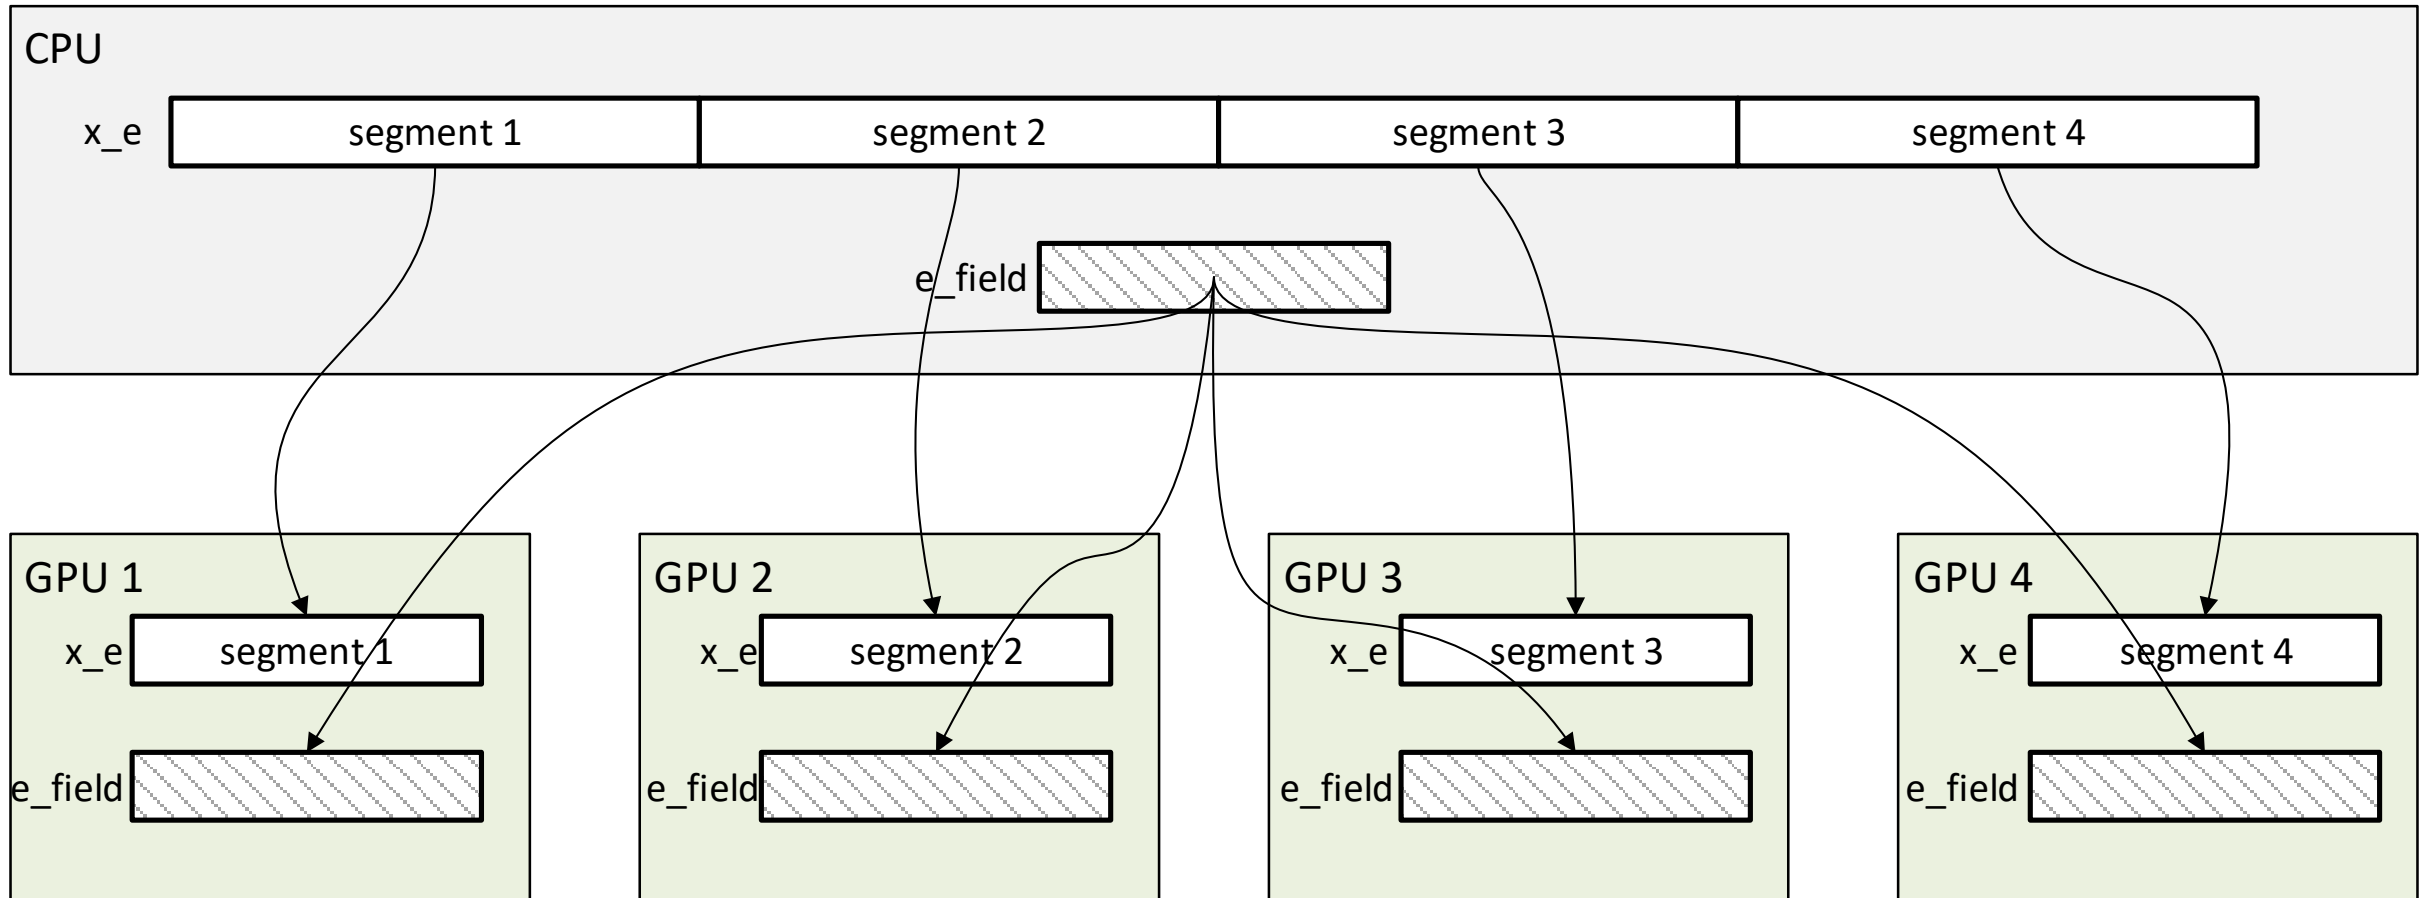 CPU
x_e segment 1 segment 2 segment 3 segment 4
e_field
GPU 1
x_e segment 1
e_field
GPU 2
x_e segment 2
e_field
GPU 3
x_e segment 3
e_field
GPU 4
x_e segment 4
e_field